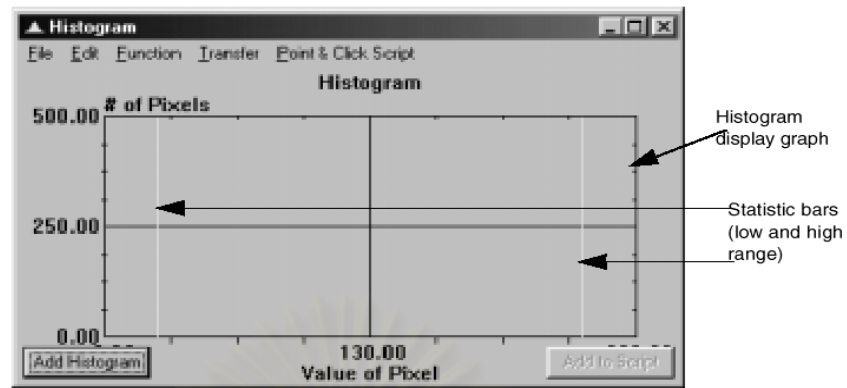 Histogram
File Edit Function Transfer Point & Click Script
Histogram
# of Pixels
500.00
250.00
0.00
130.00
Value of Pixel
Add Histogram
Add to Script
Histogram
display graph
Statistic bars
(low and high
range)